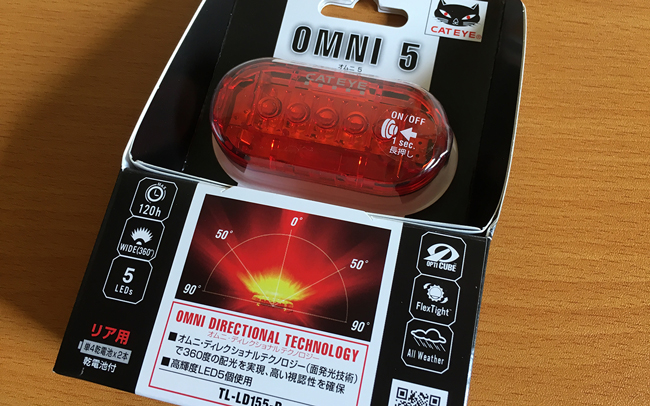 CATEYE
OMNI 5
オムニ 5
CAT EYE
ON/OFF
1 sec.
長押し
MAX
120h
WIDE(360°)
5
LEDs
リア用
単4乾電池×2本
乾電池付
0°
50°
50°
90°
90°
OMNI DIRECTIONAL TECHNOLOGY
オムニ・ディレクショナルテクノロジー
■オムニ・ディレクショナルテクノロジー(面発光技術)
で360度の配光を実現、高い視認性を確保
■高輝度LED5個使用
TL-LD155-R
OPTI CUBE
FlexTight™
All Weather